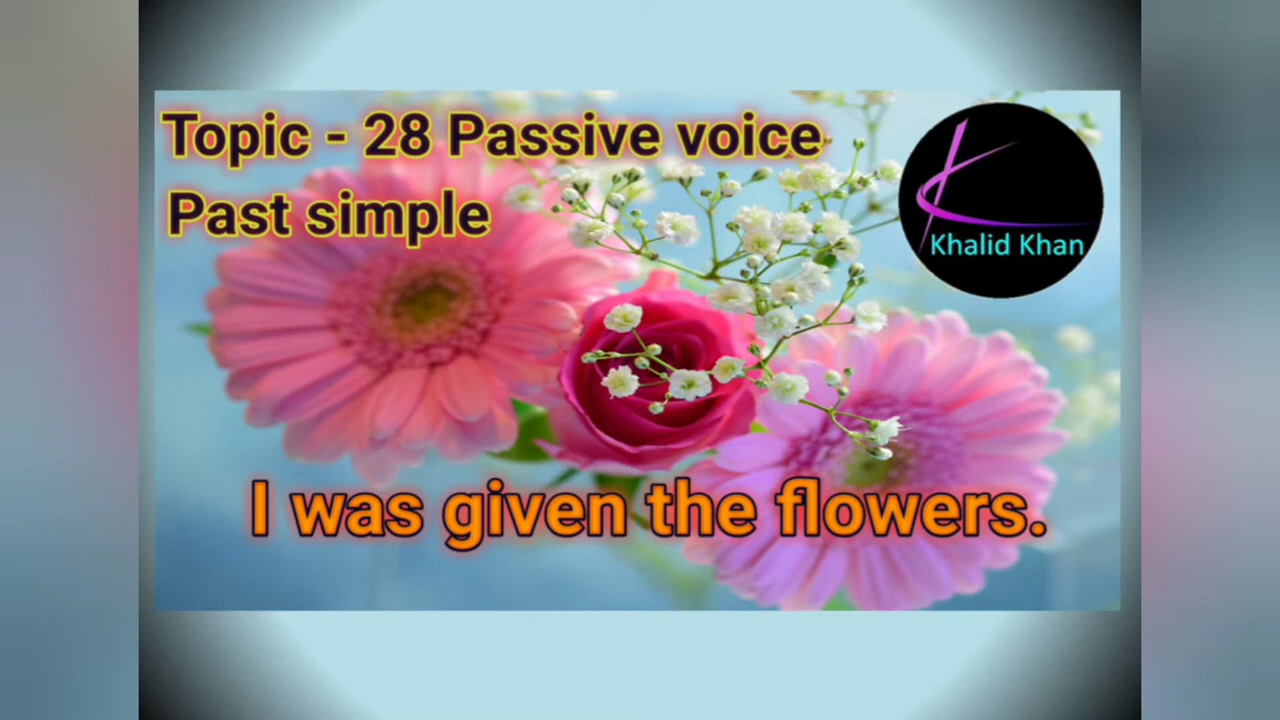 Topic - 28 Passive voice
Past simple
Khalid Khan
I was given the flowers.